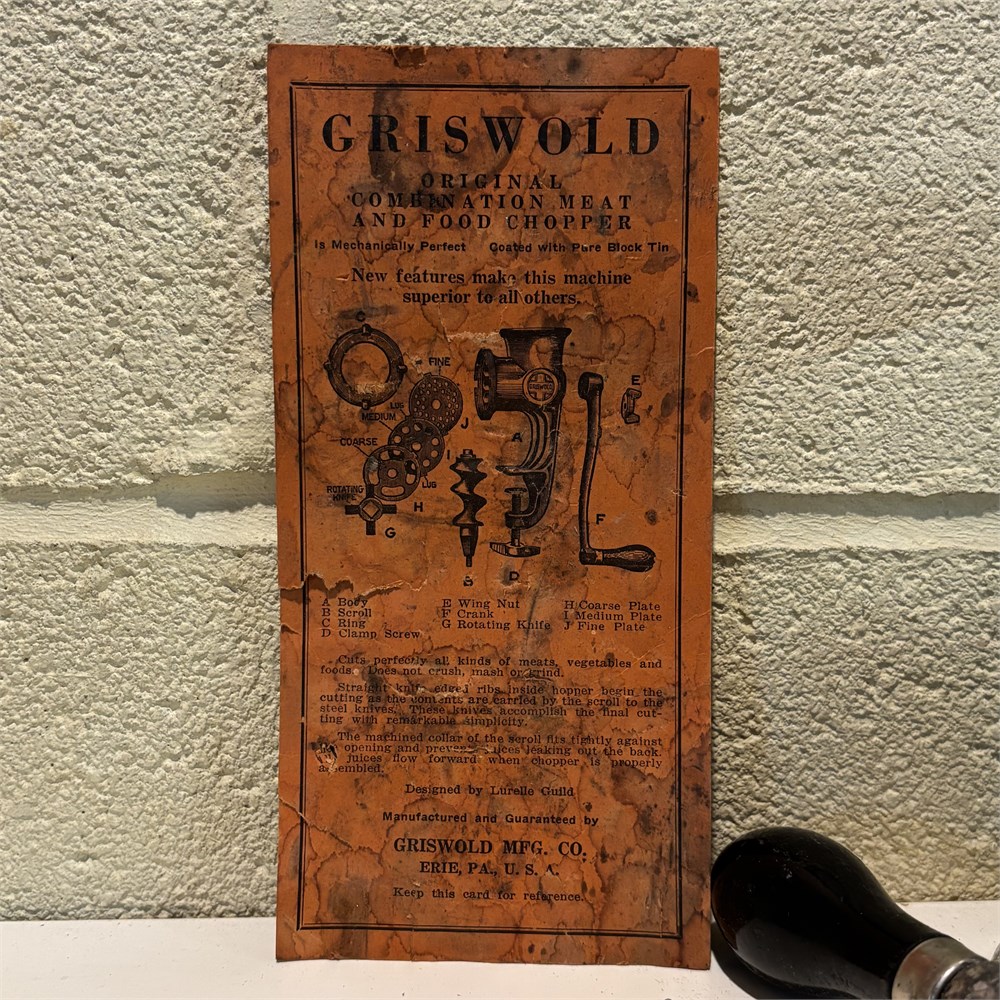 GRISWOLD
ORIGINAL
COMBINATION MEAT
AND FOOD CHOPPER
Is Mechanically Perfect Coated with Pure Block Tin
New features make this machine
superior to all others.
C
FINE
E
LUG
MEDIUM
GRISWOLD
J
A
COARSE
I
LUG
ROTATING
KNIFE
H
F
G
B
D
A Body
B Scroll
C Ring
D Clamp Screw
E Wing Nut
F Crank
G Rotating Knife
H Coarse Plate
I Medium Plate
J Fine Plate
Cuts perfectly all kinds of meats, vegetables and
foods. Does not crush, mash or grind.
Straight knife edged ribs inside hopper begin the
cutting as the contents are carried by the scroll to the
steel knives. These knives accomplish the final cut-
ting with remarkable simplicity.
The machined collar of the scroll fits tightly against
opening and prevents juices leaking out the back.
juices flow forward when chopper is properly
assembled.
Designed by Lurelle Guild
Manufactured and Guaranteed by
GRISWOLD MFG. CO.
ERIE, PA., U. S. A.
Keep this card for reference.